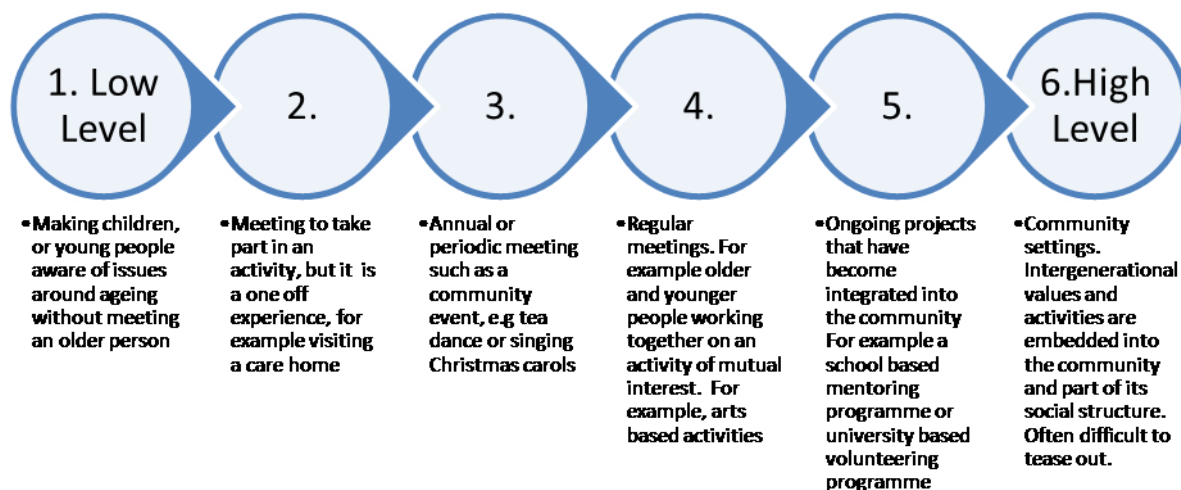 1. Low
Level
2.
3.
4.
5.
6.High
Level
•Making children,
or young people
aware of issues
around ageing
without meeting
an older person
•Meeting to take
part in an
activity, but it is
a one off
experience, for
example visiting
a care home
•Annual or
periodic meeting
such as a
community
event, e.g tea
dance or singing
Christmas carols
•Regular
meetings. For
example older
and younger
people working
together on an
activity of mutual
interest. For
example, arts
based activities
•Ongoing projects
that have
become
integrated into
the community
For example a
school based
mentoring
programme or
university based
volunteering
programme
•Community
settings.
Intergenerational
values and
activities are
embedded into
the community
and part of its
social structure.
Often difficult to
tease out.